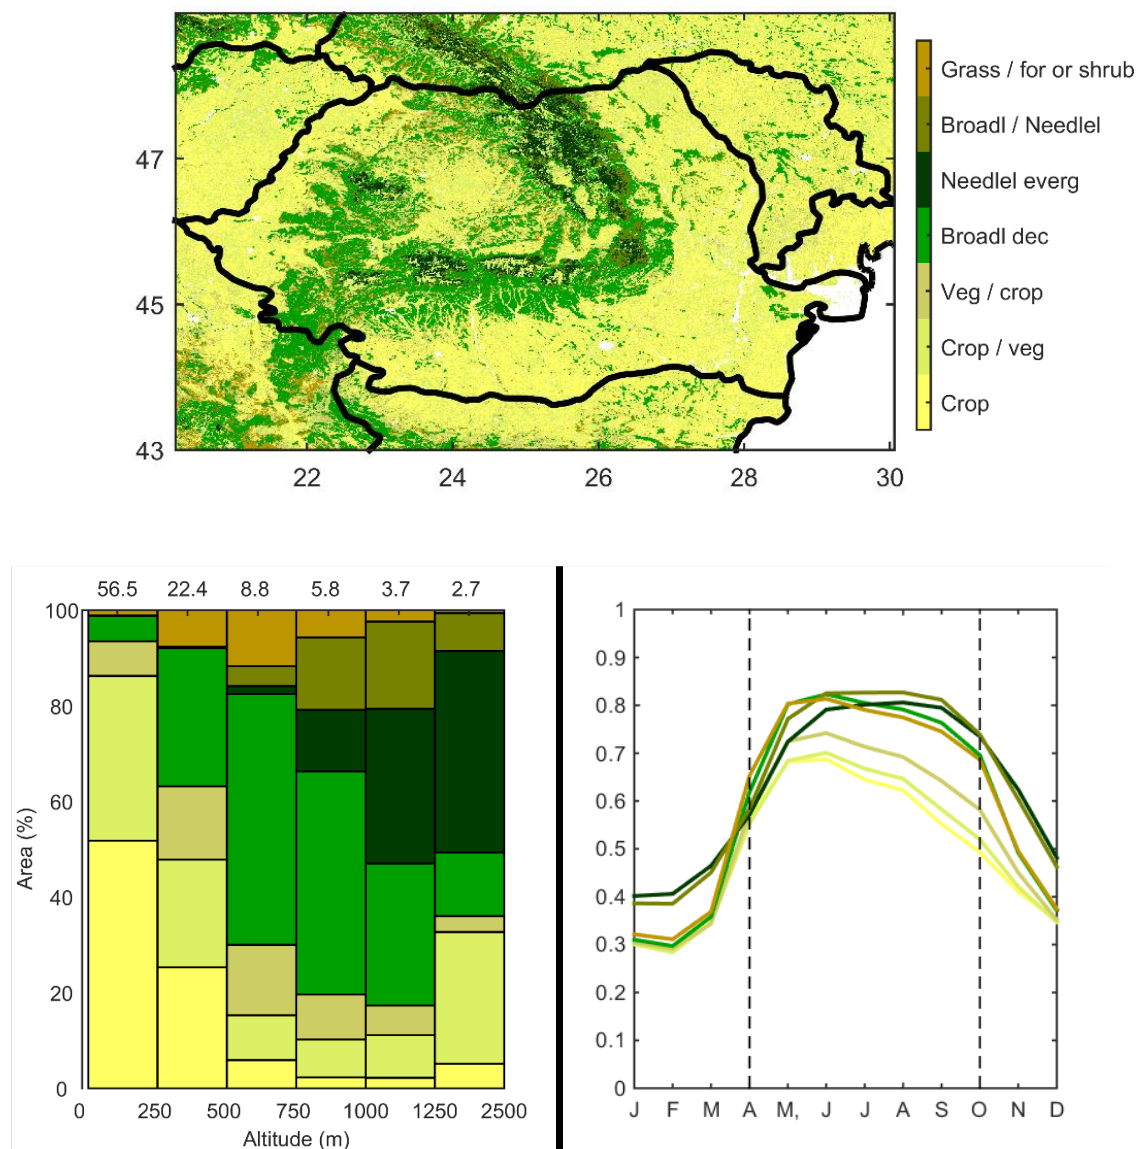 47
45
43
22 24 26 28 30
Grass / for or shrub
Broadl / Needlel
Needlel everg
Broadl dec
Veg / crop
Crop / veg
Crop
56.5 22.4 8.8 5.8 3.7 2.7
100
80
60
40
20
0
Area (%)
0 250 500 750 1000 1250 2500
Altitude (m)
1
0.9
0.8
0.7
0.6
0.5
0.4
0.3
0.2
0.1
0
J F M A M, J J A S O N D